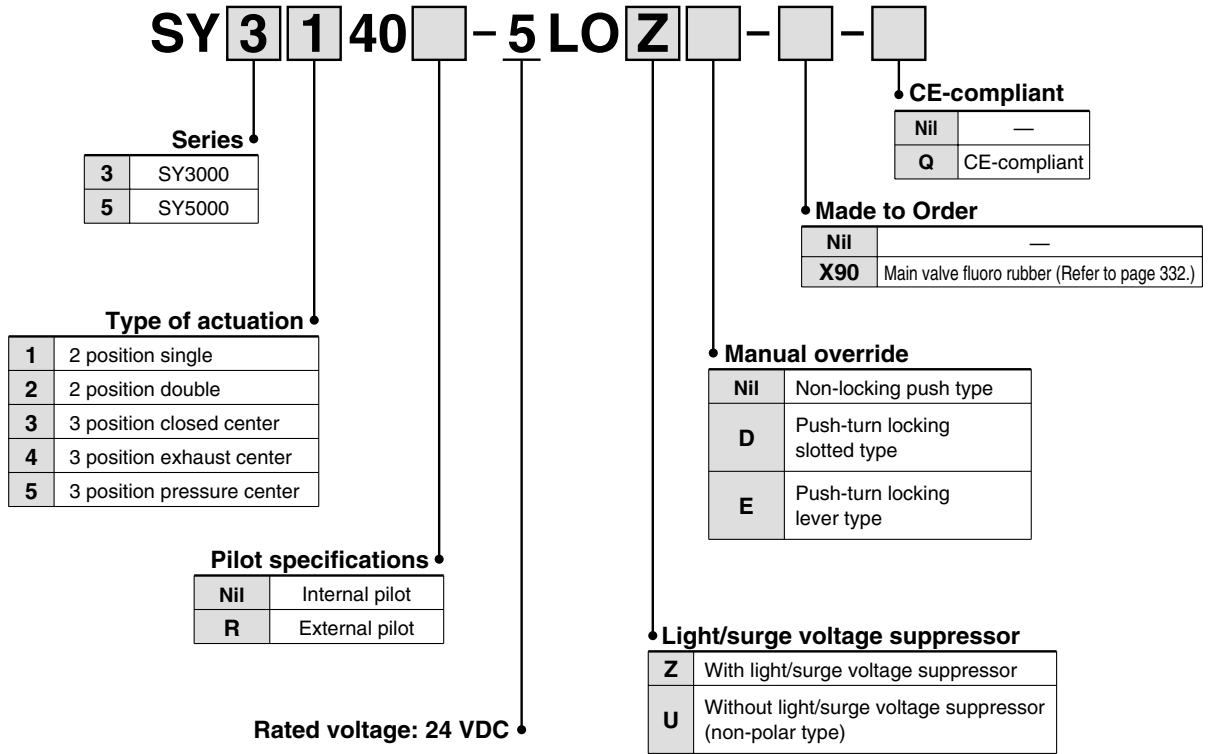 SY 3 1 40 – 5 LO Z – –
CE-compliant
Nil —
Q CE-compliant
Series
3 SY3000
5 SY5000
Made to Order
Nil —
X90 Main valve fluoro rubber (Refer to page 332.)
Type of actuation
1 2 position single
2 2 position double
3 3 position closed center
4 3 position exhaust center
5 3 position pressure center
Manual override
Nil Non-locking push type
D Push-turn locking
slotted type
E Push-turn locking
lever type
Pilot specifications
Nil Internal pilot
R External pilot
Light/surge voltage suppressor
Z With light/surge voltage suppressor
U Without light/surge voltage suppressor
(non-polar type)
Rated voltage: 24 VDC